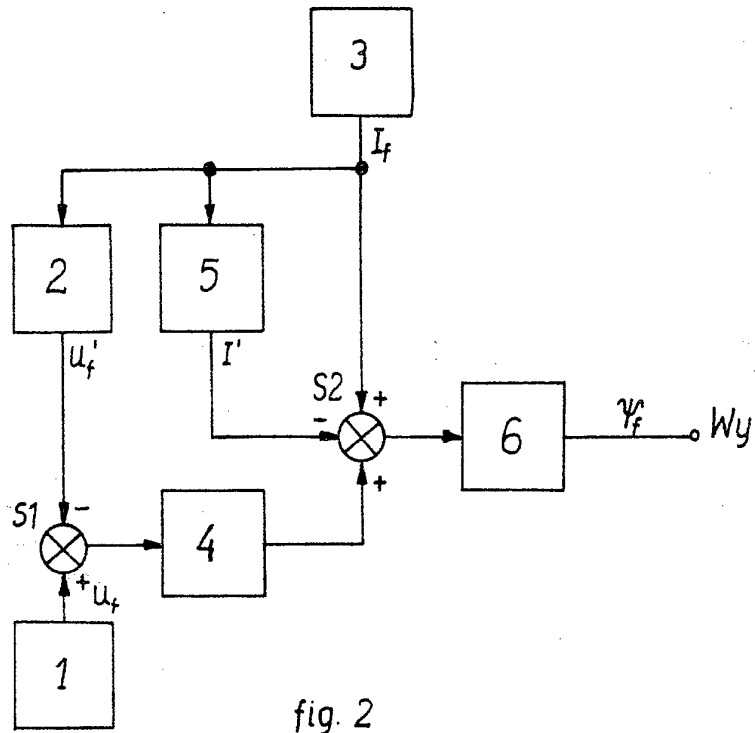 3
I_f
2
5
u_f'
I'
S2
+
-
6
ψ_f
Wy
+
S1
-
4
+
u_f
1
fig. 2